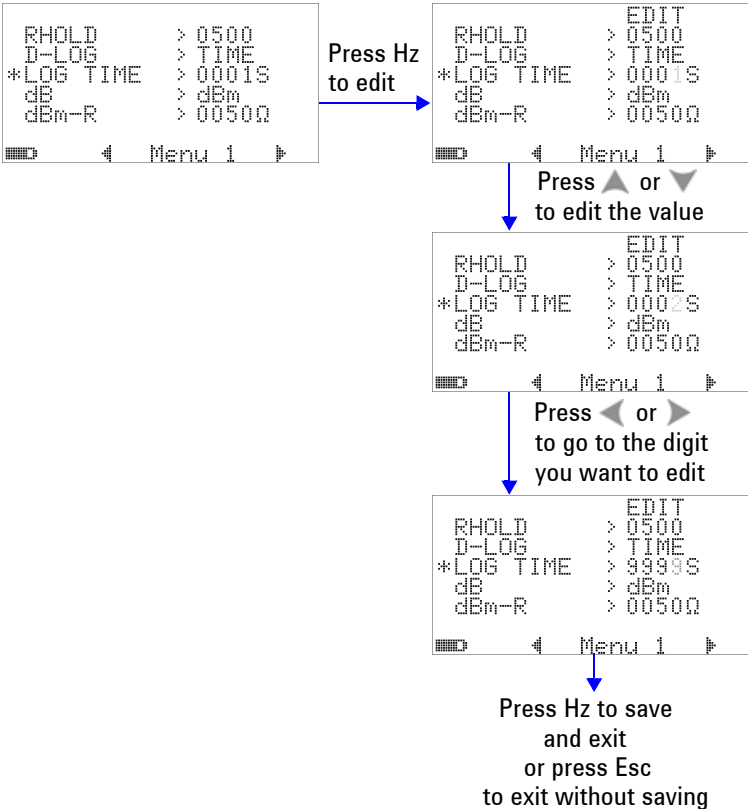 RHOLD > 0500
D-LOG > TIME
*LOG TIME > 0001S
dB > dBm
dBm-R > 0050Ω
Menu 1
Press Hz
to edit
EDIT
RHOLD > 0500
D-LOG > TIME
*LOG TIME > 0001S
dB > dBm
dBm-R > 0050Ω
Menu 1
Press or
to edit the value
EDIT
RHOLD > 0500
D-LOG > TIME
*LOG TIME > 0002S
dB > dBm
dBm-R > 0050Ω
Menu 1
Press or
to go to the digit
you want to edit
EDIT
RHOLD > 0500
D-LOG > TIME
*LOG TIME > 9999S
dB > dBm
dBm-R > 0050Ω
Menu 1
Press Hz to save
and exit
or press Esc
to exit without saving